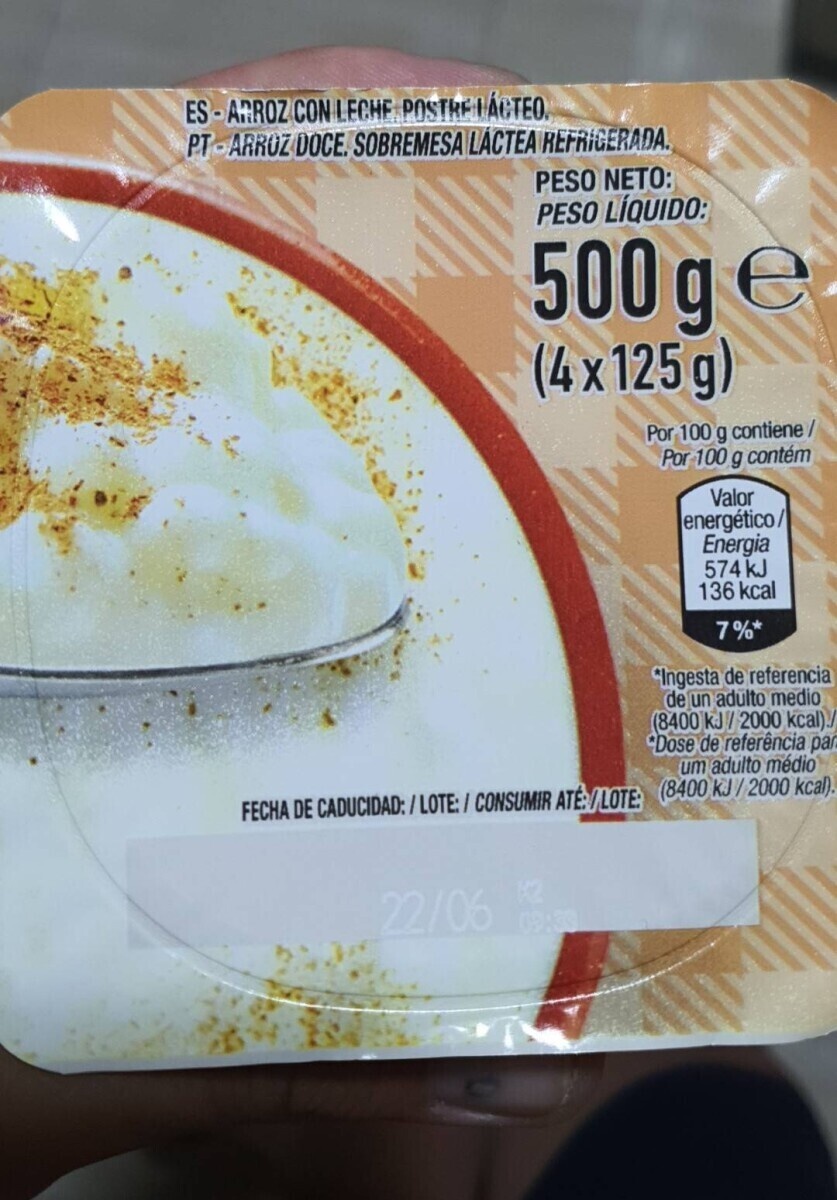 ES - ARROZ CON LECHE. POSTRE LÁCTEO.
PT - ARROZ DOCE. SOBREMESA LÁCTEA REFRIGERADA.
PESO NETO:
PESO LÍQUIDO:
500 g e
(4 x 125 g)
Por 100 g contiene /
Por 100 g contém
Valor
energético /
Energia
574 kJ
136 kcal
7%*
*Ingesta de referencia
de un adulto medio
(8400 kJ / 2000 kcal)./
*Dose de referência para
um adulto médio
(8400 kJ / 2000 kcal).
FECHA DE CADUCIDAD: / LOTE: / CONSUMIR ATÉ: / LOTE:
22/06 K2